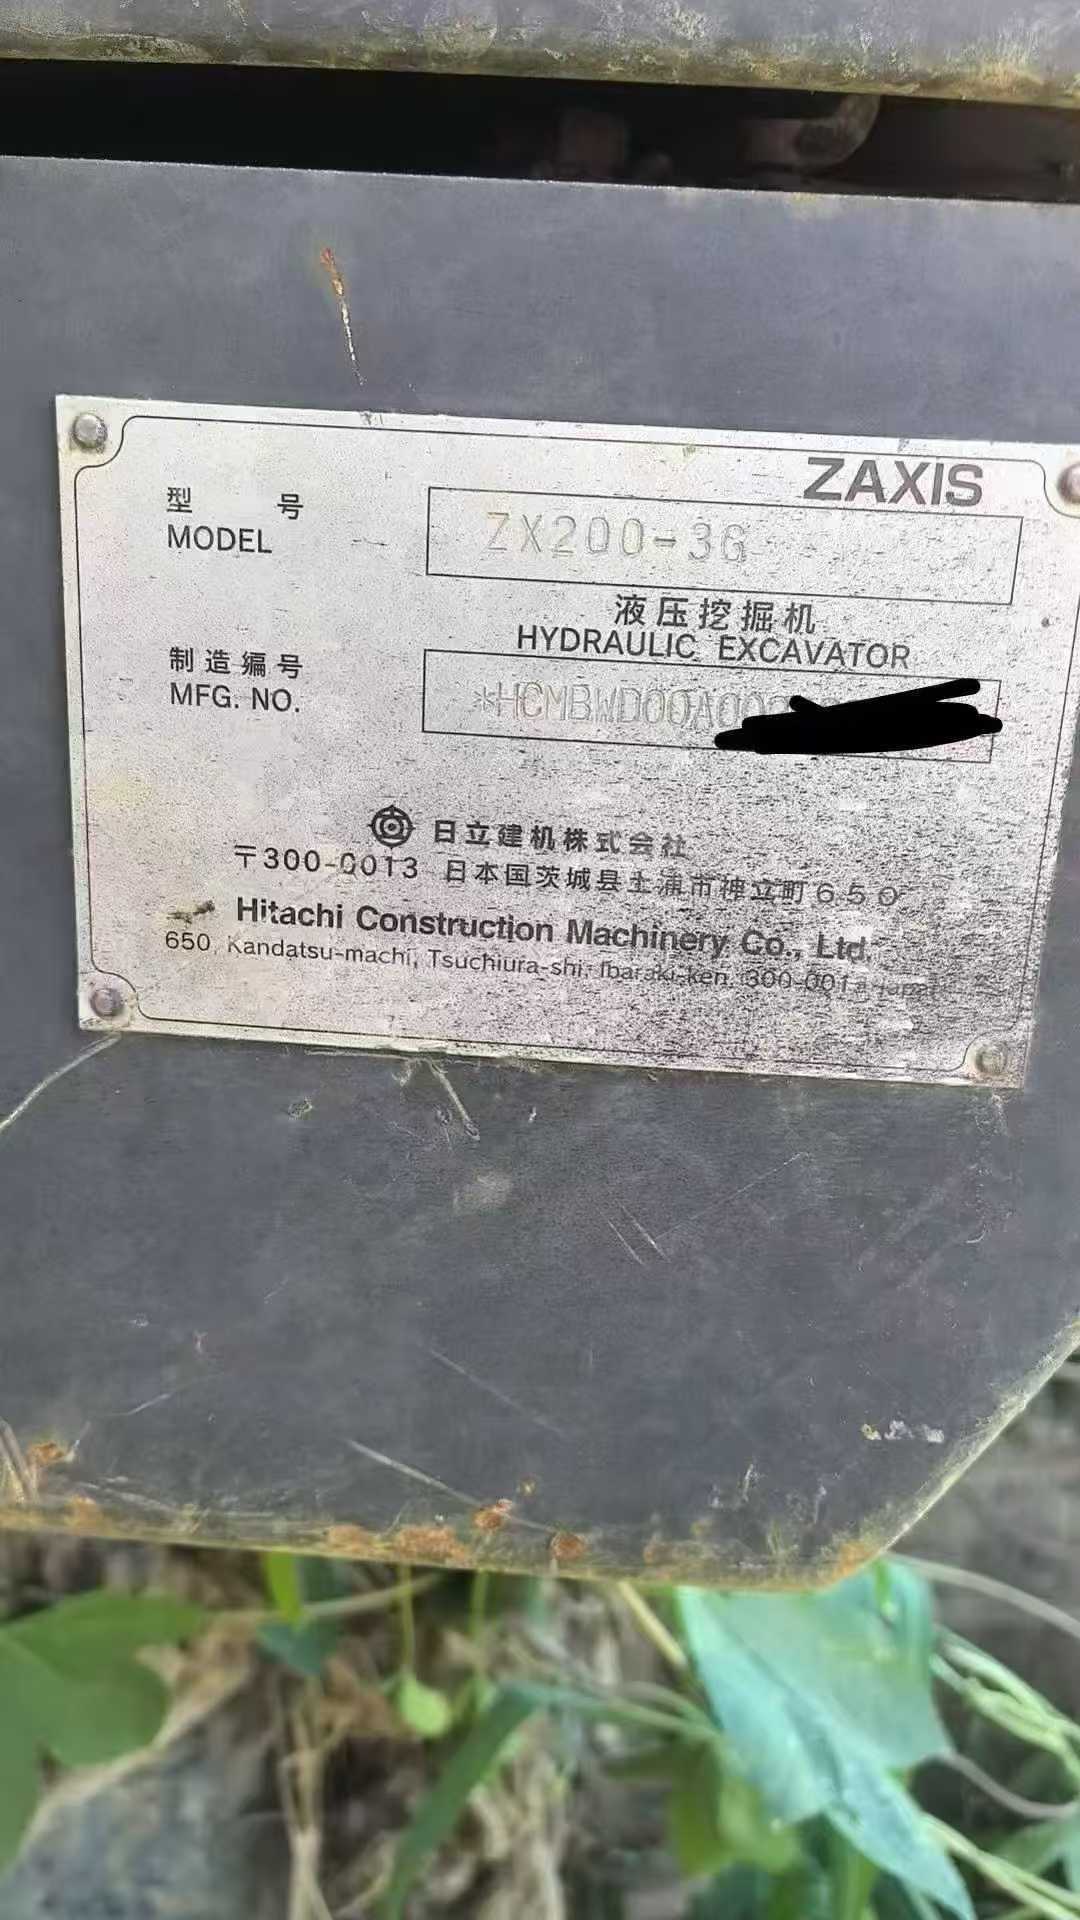 ZAXIS
型 号
MODEL
ZX200-3G
液压挖掘机
HYDRAULIC EXCAVATOR
制造编号
MFG. NO.
*HCMBWD00A00
日立建机株式会社
〒300-0013 日本国茨城县土浦市神立町650
Hitachi Construction Machinery Co., Ltd.
650, Kandatsu-machi, Tsuchiura-shi, Ibaraki-ken, 300-0013 Japan